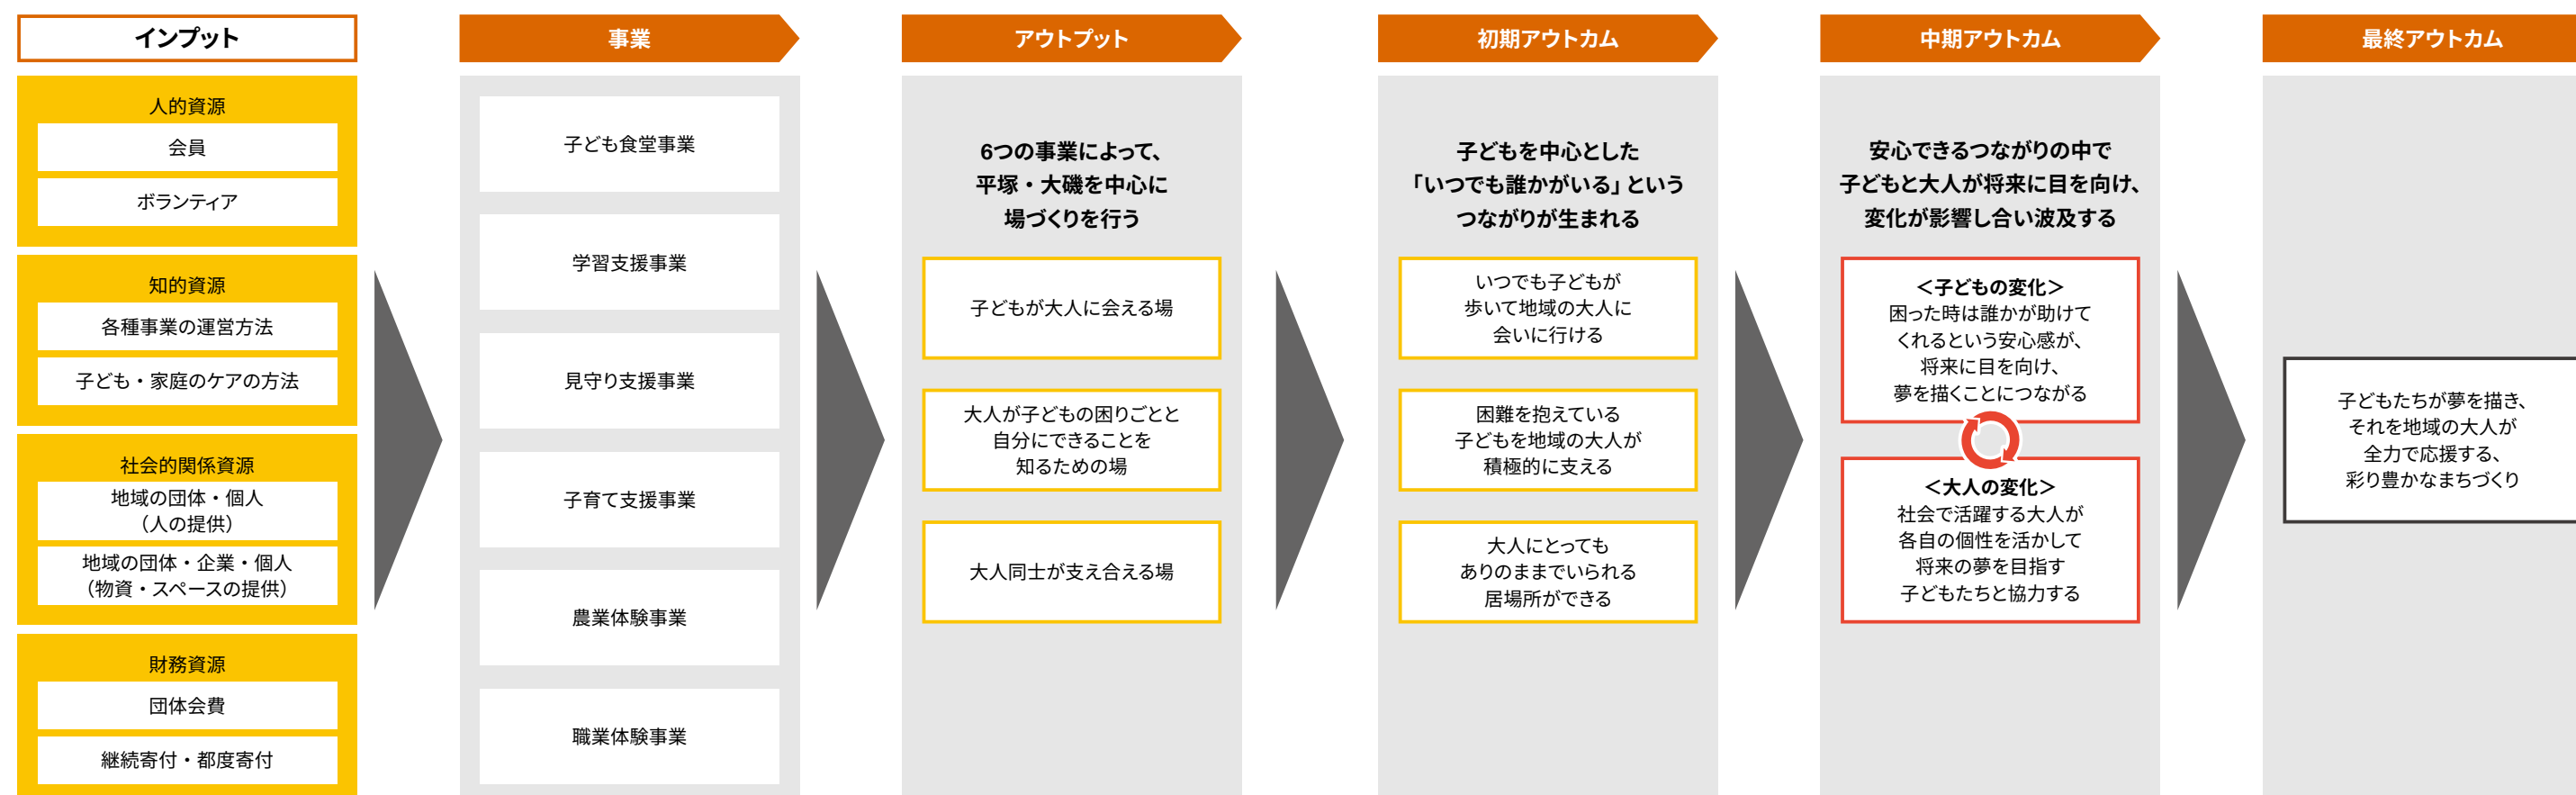 インプット
人的資源
会員
ボランティア
知的資源
各種事業の運営方法
子ども・家庭のケアの方法
社会的関係資源
地域の団体・個人
（人の提供）
地域の団体・企業・個人
（物資・スペースの提供）
財務資源
団体会費
継続寄付・都度寄付
事業
子ども食堂事業
学習支援事業
見守り支援事業
子育て支援事業
農業体験事業
職業体験事業
アウトプット
6つの事業によって、
平塚・大磯を中心に
場づくりを行う
子どもが大人に会える場
大人が子どもの困りごとと
自分にできることを
知るための場
大人同士が支え合える場
初期アウトカム
子どもを中心とした
「いつでも誰かがいる」という
つながりが生まれる
いつでも子どもが
歩いて地域の大人に
会いに行ける
困難を抱えている
子どもを地域の大人が
積極的に支える
大人にとっても
ありのままでいられる
居場所ができる
中期アウトカム
安心できるつながりの中で
子どもと大人が将来に目を向け、
変化が影響し合い波及する
＜子どもの変化＞
困った時は誰かが助けて
くれるという安心感が、
将来に目を向け、
夢を描くことにつながる
＜大人の変化＞
社会で活躍する大人が
各自の個性を活かして
将来の夢を目指す
子どもたちと協力する
最終アウトカム
子どもたちが夢を描き、
それを地域の大人が
全力で応援する、
彩り豊かなまちづくり